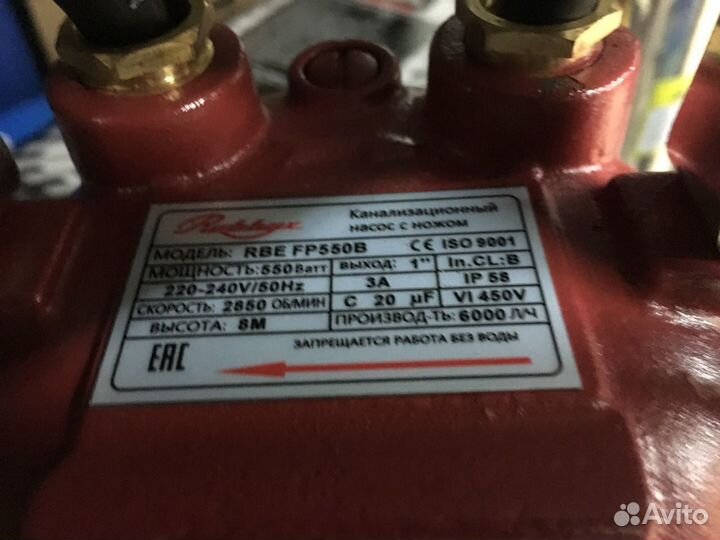 Канализационный
насос с ножом
МОДЕЛЬ: RBE FP550B CE ISO 9001
МОЩНОСТЬ:550Ватт ВЫХОД: 1" In.CL:B
220-240V/50Hz 3A IP 58
СКОРОСТЬ: 2850 ОБ/МИН C 20 µF VI 450V
ВЫСОТА: 8М ПРОИЗВОД-ТЬ:6000 Л/Ч
EAC ЗАПРЕЩАЕТСЯ РАБОТА БЕЗ ВОДЫ
Avito